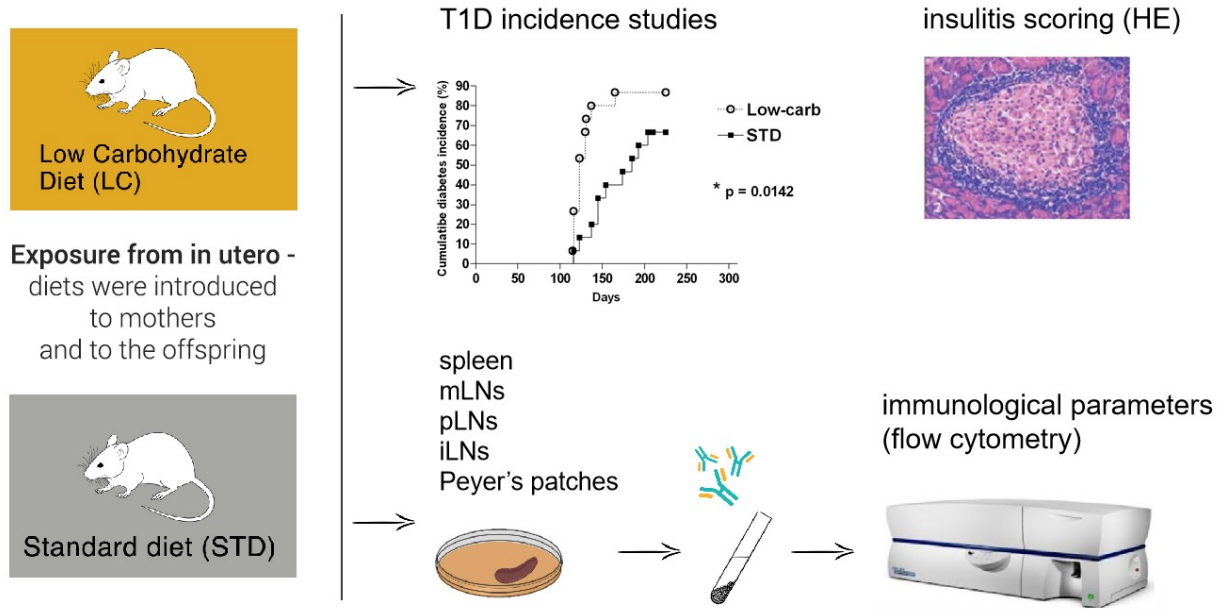 Low Carbohydrate
Diet (LC)
Exposure from in utero -
diets were introduced
to mothers
and to the offspring
Standard diet (STD)
T1D incidence studies
Cumulatibe diabetes incidence (%)
90
80
70
60
50
40
30
20
10
0
0 50 100 150 200 250 300
Days
Low-carb
STD
* p = 0.0142
insulitis scoring (HE)
spleen
mLNs
pLNs
iLNs
Peyer's patches
immunological parameters
(flow cytometry)